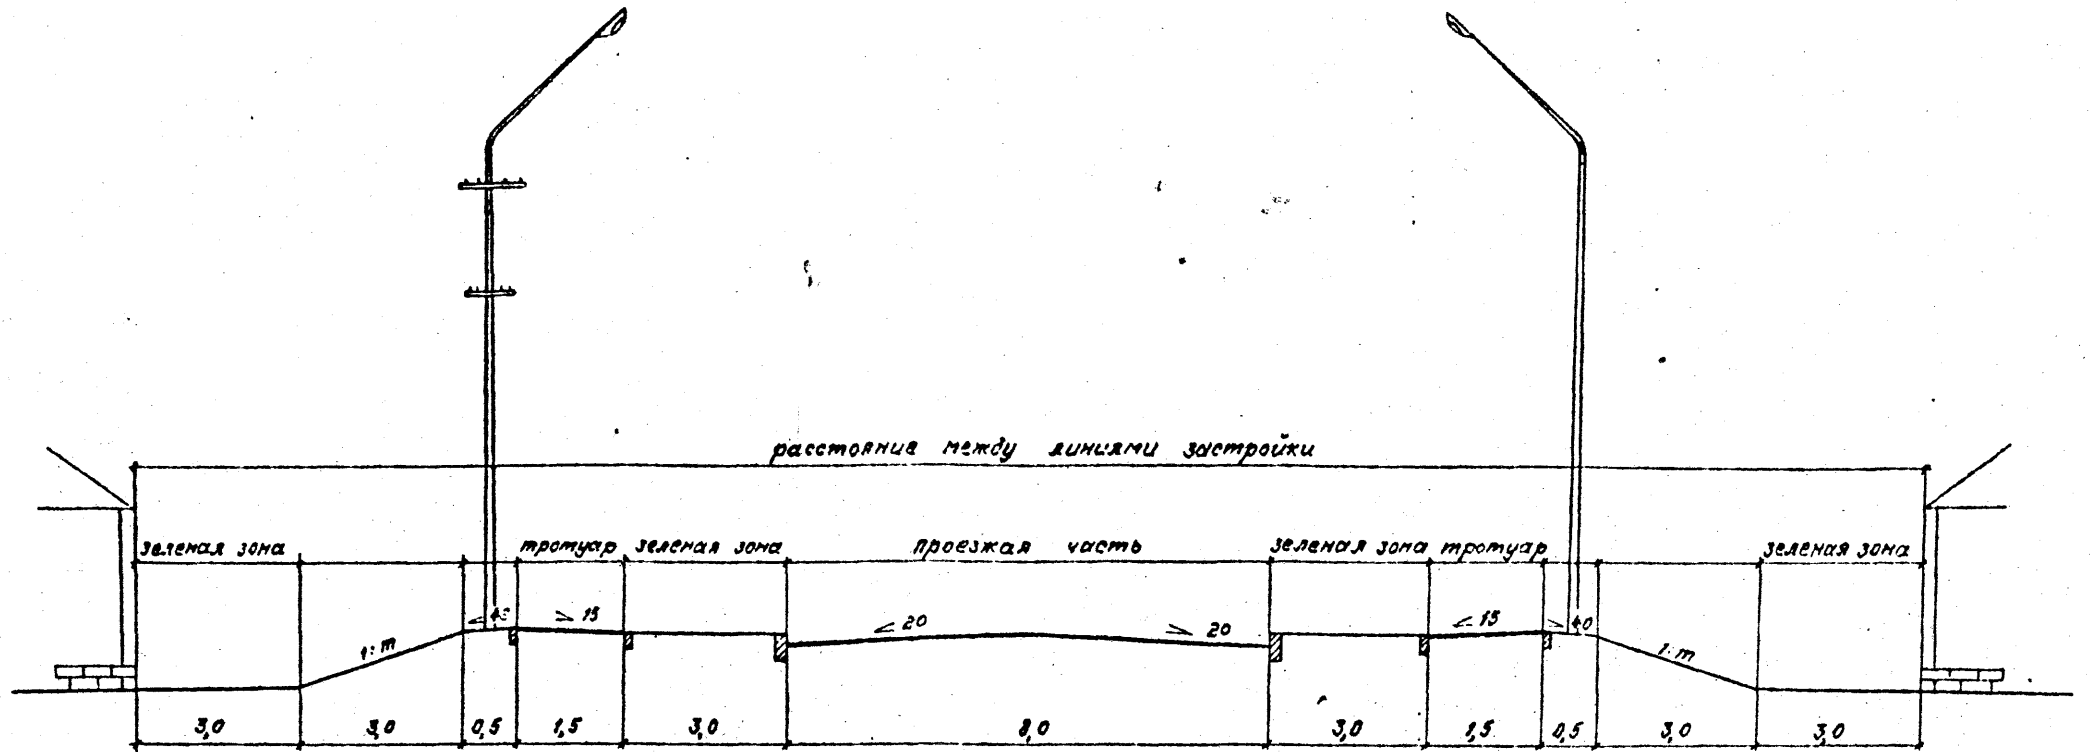 расстояние между линиями застройки
зеленая зона тротуар зеленая зона проезжая часть зеленая зона тротуар зеленая зона
40 15 20 20 15 40
1:m 1:m
3,0 3,0 0,5 1,5 3,0 8,0 3,0 1,5 0,5 3,0 3,0